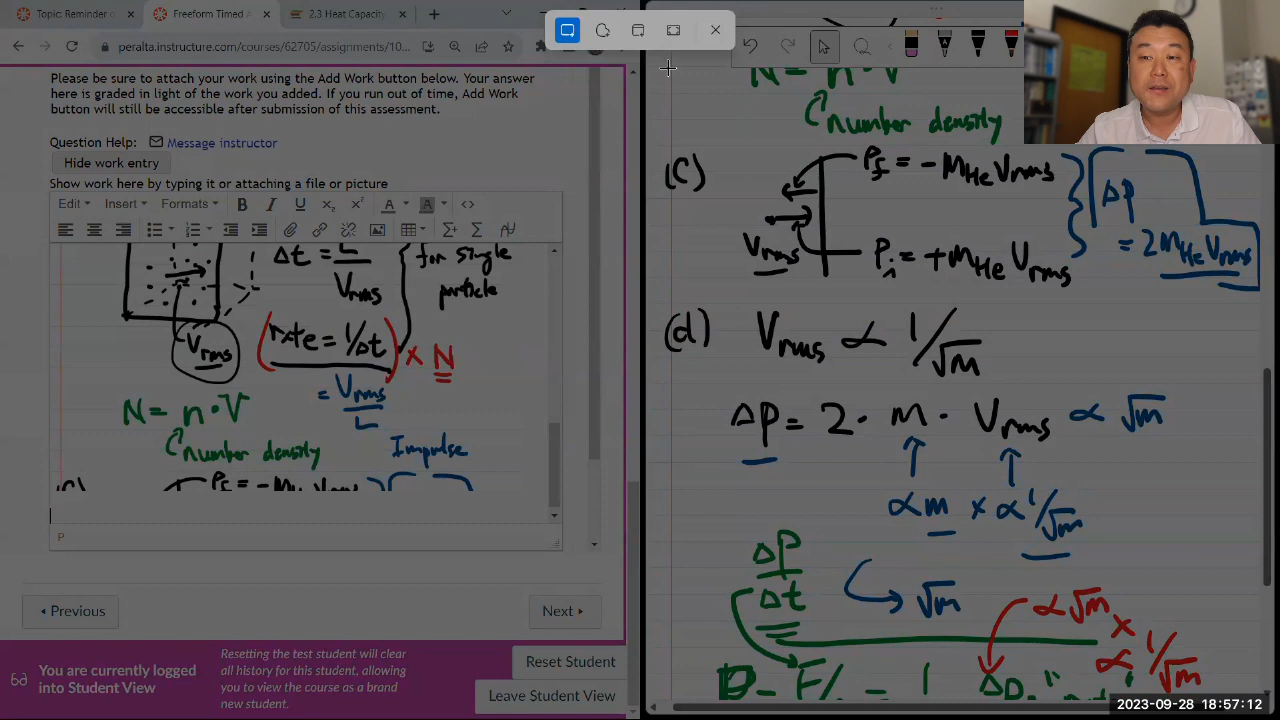 Topic: Reminder o
Freeform Timed A
2.3 Heat Capacity
peralta.instructure.com/courses/62705/assignments/10...
Please be sure to attach your work using the Add Work button below. Your answer
here is graded in light of the work you added. If you run out of time, Add Work
button will still be accessible after submission of this assessment.
Question Help: Message instructor
Hide work entry
Show work here by typing it or attaching a file or picture
Edit Insert Formats
Δt = L / Vrms
for single
particle
Vrms
(rate = 1/Δt) × N
= Vrms / L
N = n·V
number density
Impulse
P
Previous
Next
You are currently logged
into Student View
Resetting the test student will clear
all history for this student, allowing
you to view the course as a brand
new student.
Reset Student
Leave Student View
N = n·V
number density
(c)
Pf = -MHe Vrms
Vrms
Pi = +MHe Vrms
ΔP
= 2MHe Vrms
(d) Vrms ∝ 1/√m
ΔP = 2· m · Vrms ∝ √m
∝ m × ∝ 1/√m
ΔP
Δt
√m
∝ √m
×
∝ 1/√m
2023-09-28 18:57:12